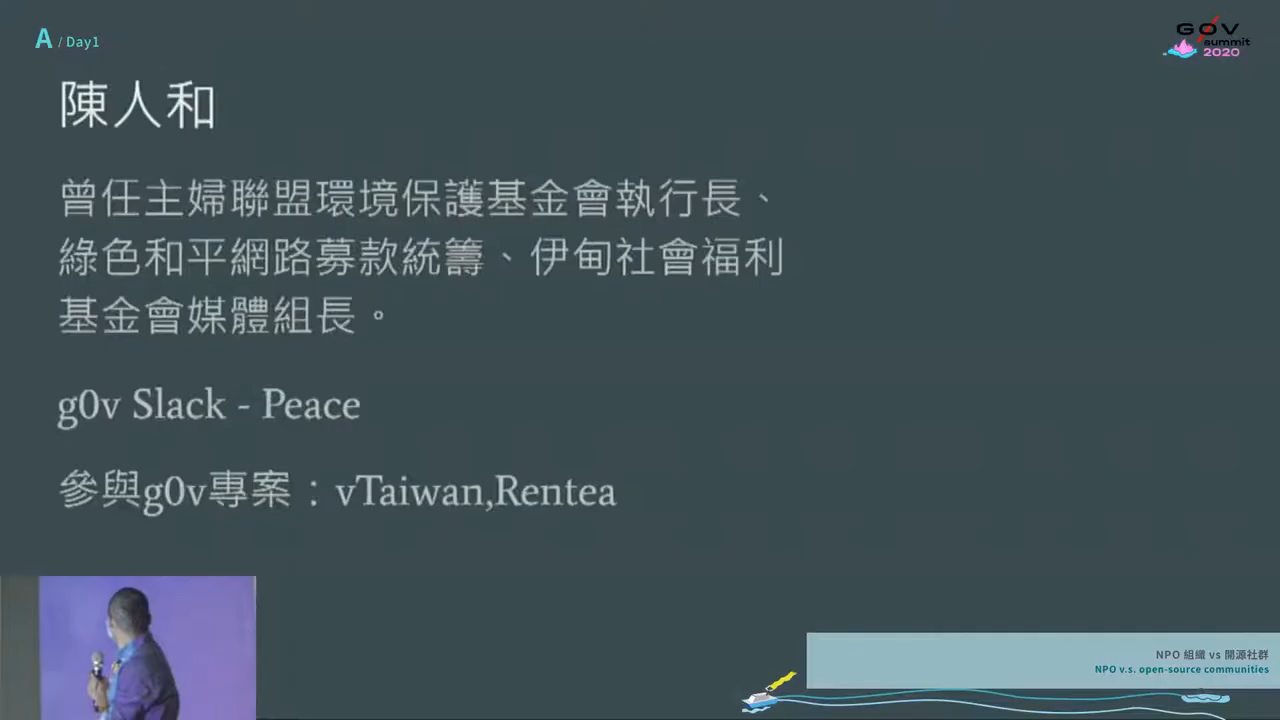 A / Day1
G0V
summit
2020
陳人和
曾任主婦聯盟環境保護基金會執行長、
綠色和平網路募款統籌、伊甸社會福利
基金會媒體組長。
g0v Slack - Peace
參與g0v專案：vTaiwan,Rentea
NPO 組織 vs 開源社群
NPO v.s. open-source communities